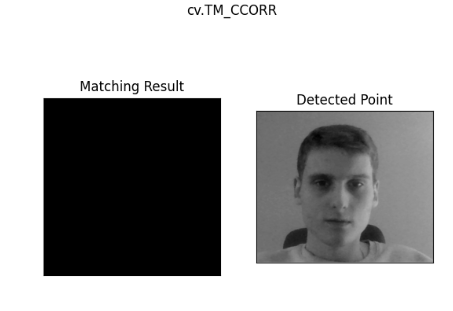 cv.TM_CCORR
Matching Result
Detected Point